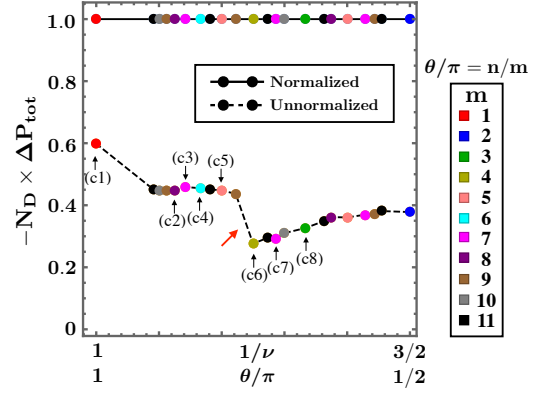 1.0
0.8
0.6
0.4
0.2
0
−N_D × ΔP_tot
Normalized
Unnormalized
(c1)
(c2)
(c3)
(c4)
(c5)
(c6)
(c7)
(c8)
1 1/ν 3/2
1 θ/π 1/2
θ/π = n/m
m
1
2
3
4
5
6
7
8
9
10
11